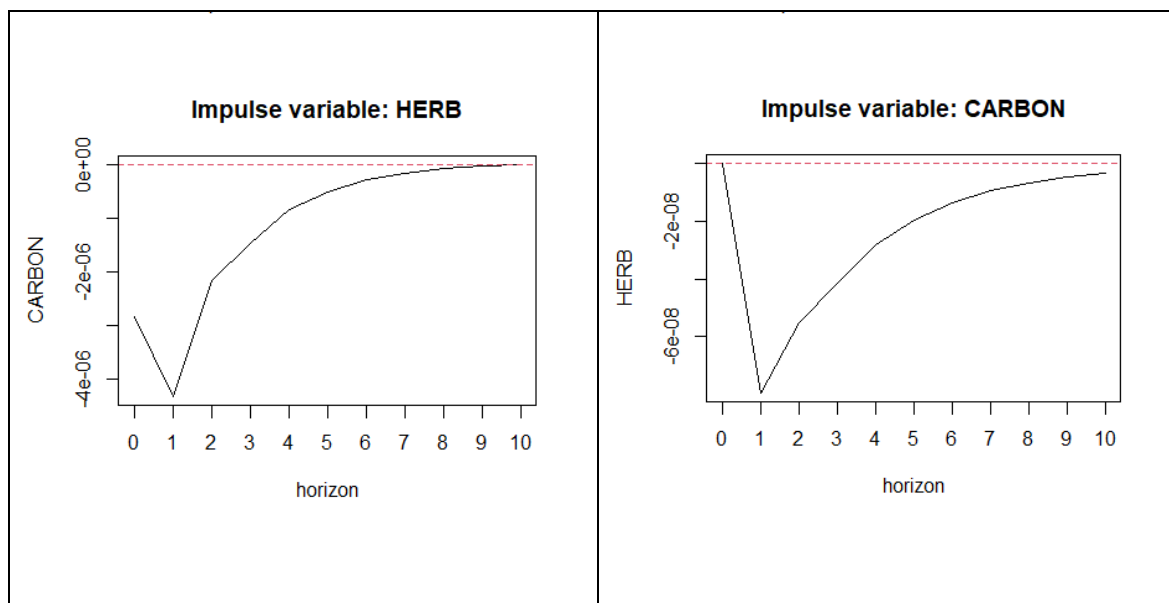 Impulse variable: HERB
CARBON
0e+00
-2e-06
-4e-06
0 1 2 3 4 5 6 7 8 9 10
horizon
Impulse variable: CARBON
HERB
-2e-08
-6e-08
0 1 2 3 4 5 6 7 8 9 10
horizon